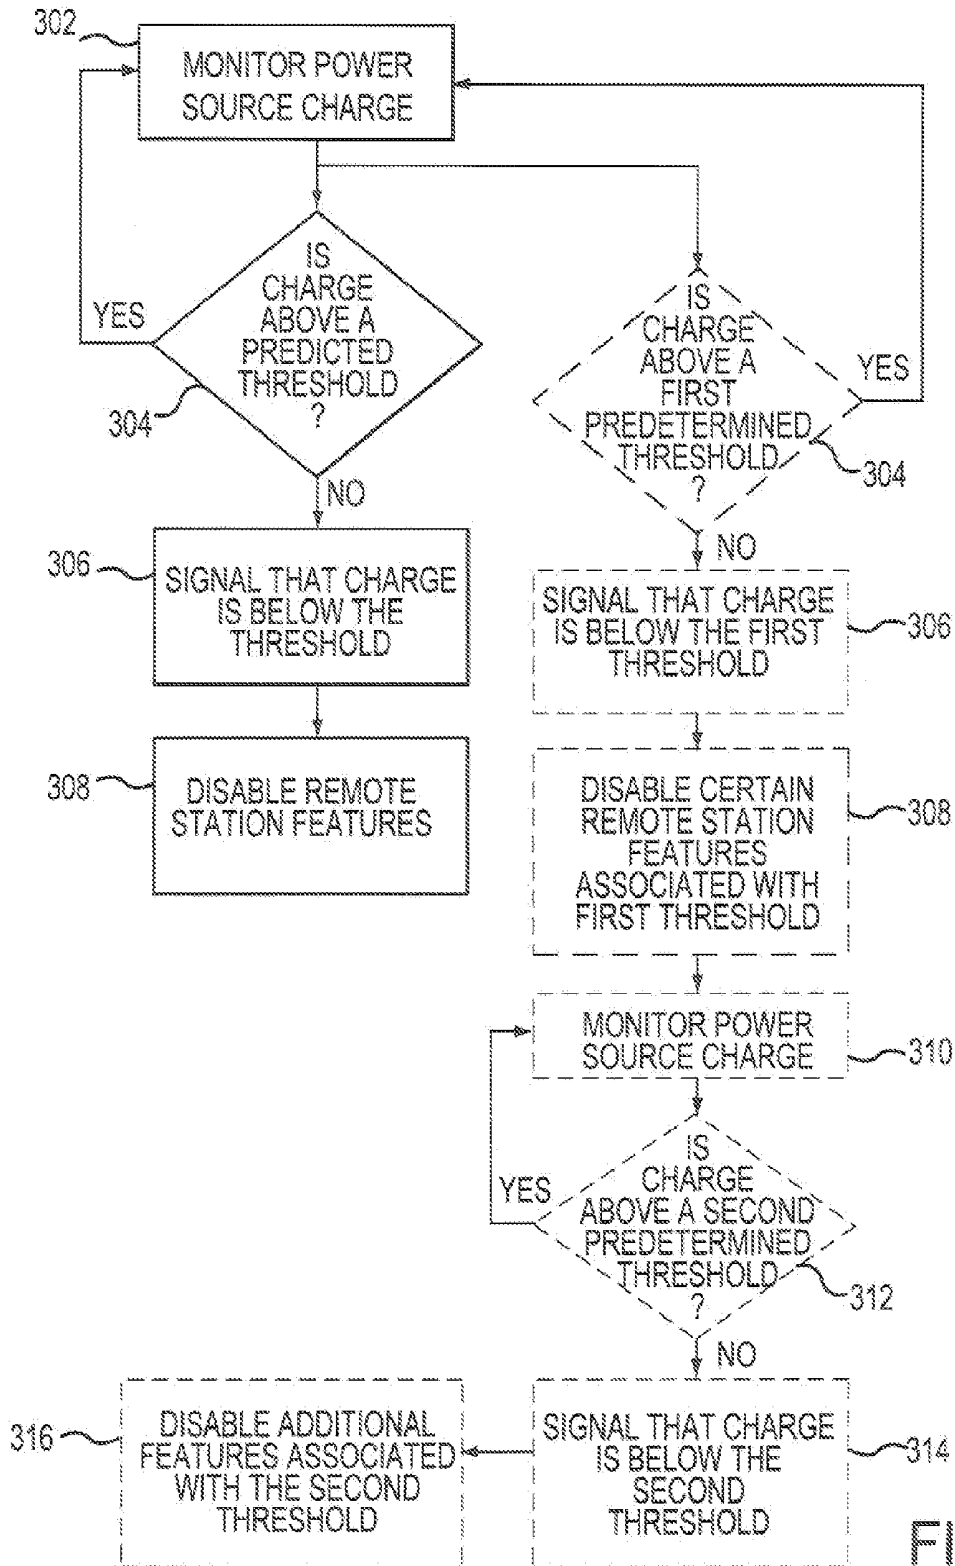 302
MONITOR POWER
SOURCE CHARGE
IS
CHARGE
ABOVE A
PREDICTED
THRESHOLD
?
YES
304
NO
306
SIGNAL THAT CHARGE
IS BELOW THE
THRESHOLD
308
DISABLE REMOTE
STATION FEATURES
IS
CHARGE
ABOVE A
FIRST
PREDETERMINED
THRESHOLD
?
YES
304
NO
SIGNAL THAT CHARGE
IS BELOW THE FIRST
THRESHOLD
306
DISABLE CERTAIN
REMOTE STATION
FEATURES
ASSOCIATED WITH
FIRST THRESHOLD
308
MONITOR POWER
SOURCE CHARGE
310
IS
CHARGE
ABOVE A SECOND
PREDETERMINED
THRESHOLD
?
YES
312
NO
SIGNAL THAT CHARGE
IS BELOW THE
SECOND
THRESHOLD
314
316
DISABLE ADDITIONAL
FEATURES ASSOCIATED
WITH THE SECOND
THRESHOLD